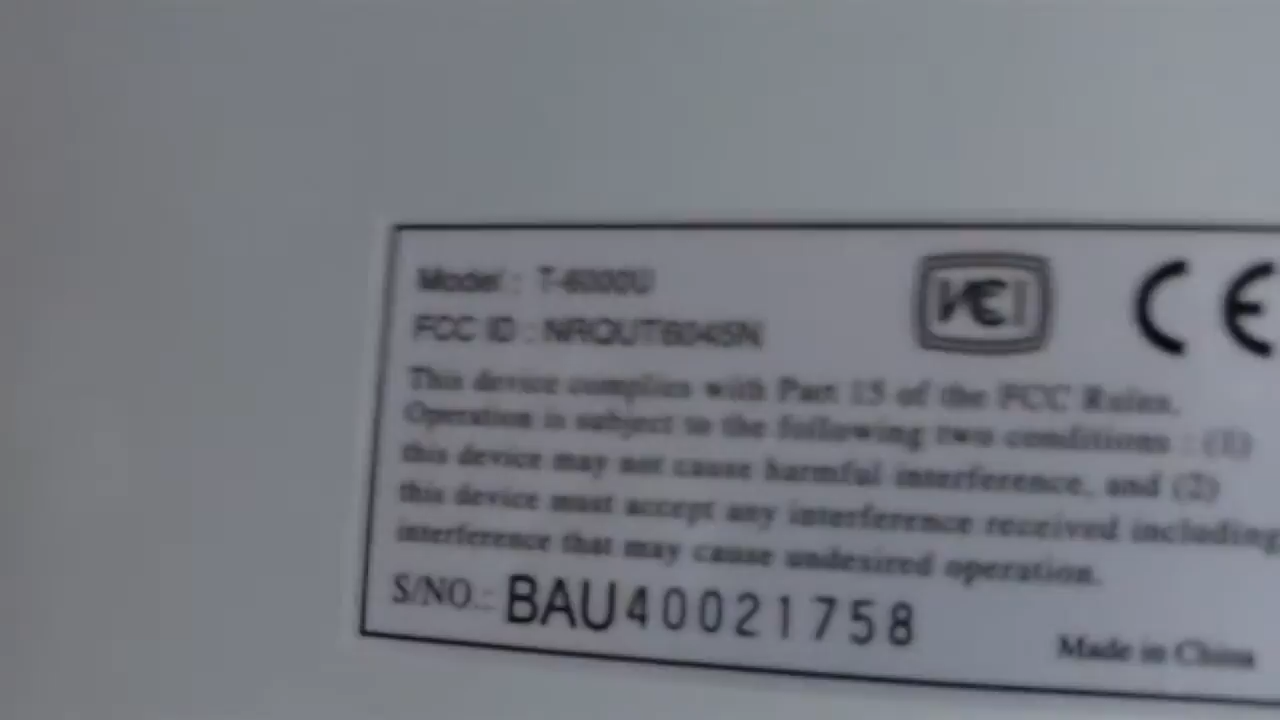 Model : T-6000U
FCC ID : NRQUT6045N
This device complies with Part 15 of the FCC Rules.
Operation is subject to the following two conditions : (1)
this device may not cause harmful interference, and (2)
this device must accept any interference received including
interference that may cause undesired operation.
S/NO.: BAU40021758
Made in China
CE